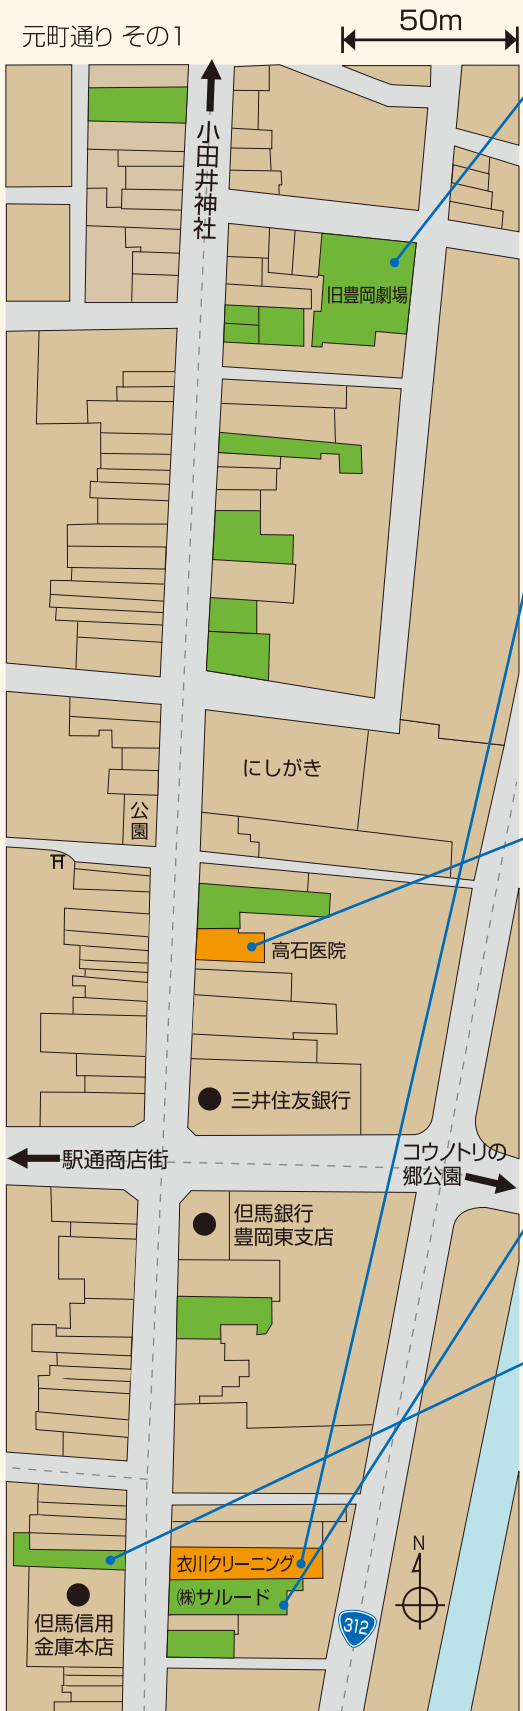 元町通り その1
50m
小田井神社
旧豊岡劇場
にしがき
公園
高石医院
三井住友銀行
駅通商店街
コウノトリの
郷公園
但馬銀行
豊岡東支店
衣川クリーニング
㈱サルード
但馬信用
金庫本店
N
312